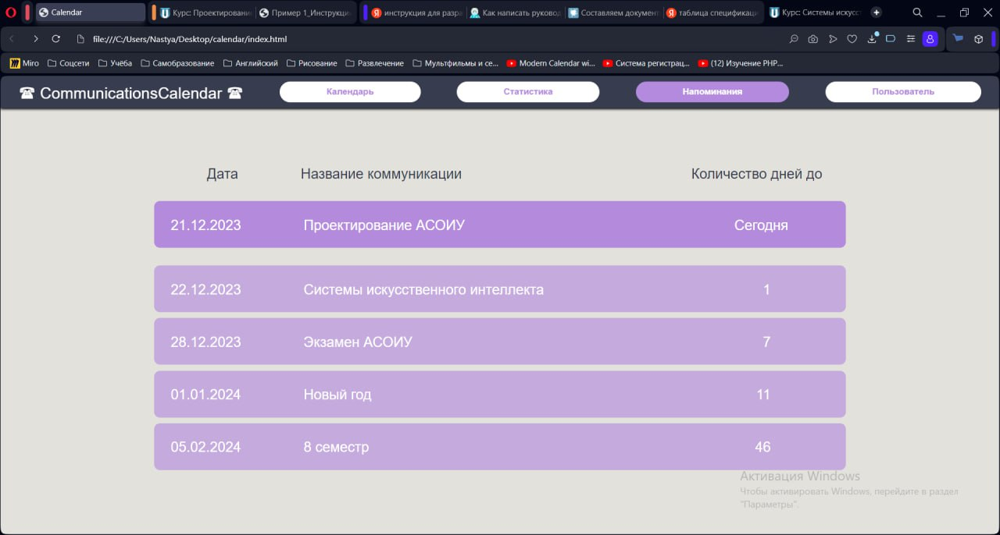 Calendar
Курс: Проектировани
Пример 1_Инструкци
инструкция для разра
Как написать руковод
Составляем документ
таблица спецификац
Курс: Системы искусст
file:///C:/Users/Nastya/Desktop/calendar/index.html
Miro
Соцсети
Учёба
Самобразование
Английский
Рисование
Развлечение
Мультфильмы и се...
Modern Calendar wi...
Система регистрац...
(12) Изучение PHP...
☎ CommunicationsCalendar ☎
Календарь
Статистика
Напоминания
Пользователь
Дата Название коммуникации Количество дней до
21.12.2023 Проектирование АСОИУ Сегодня
22.12.2023 Системы искусственного интеллекта 1
28.12.2023 Экзамен АСОИУ 7
01.01.2024 Новый год 11
05.02.2024 8 семестр 46
Активация Windows
Чтобы активировать Windows, перейдите в раздел
"Параметры".